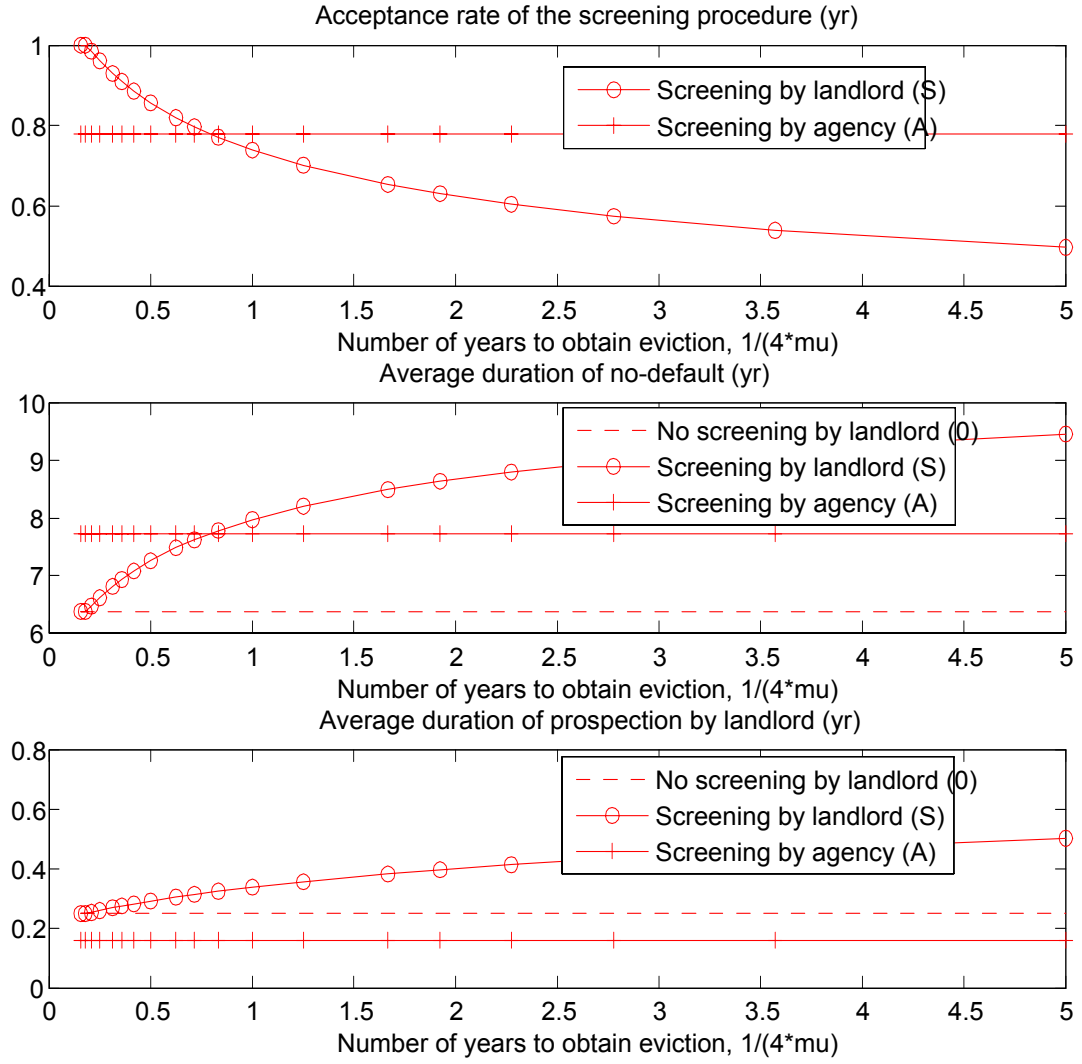 Acceptance rate of the screening procedure (yr)
1
0.8
0.6
0.4
Screening by landlord (S)
Screening by agency (A)
0 0.5 1 1.5 2 2.5 3 3.5 4 4.5 5
Number of years to obtain eviction, 1/(4*mu)
Average duration of no-default (yr)
10
9
8
7
6
No screening by landlord (0)
Screening by landlord (S)
Screening by agency (A)
0 0.5 1 1.5 2 2.5 3 3.5 4 4.5 5
Number of years to obtain eviction, 1/(4*mu)
Average duration of prospection by landlord (yr)
0.8
0.6
0.4
0.2
0
No screening by landlord (0)
Screening by landlord (S)
Screening by agency (A)
0 0.5 1 1.5 2 2.5 3 3.5 4 4.5 5
Number of years to obtain eviction, 1/(4*mu)